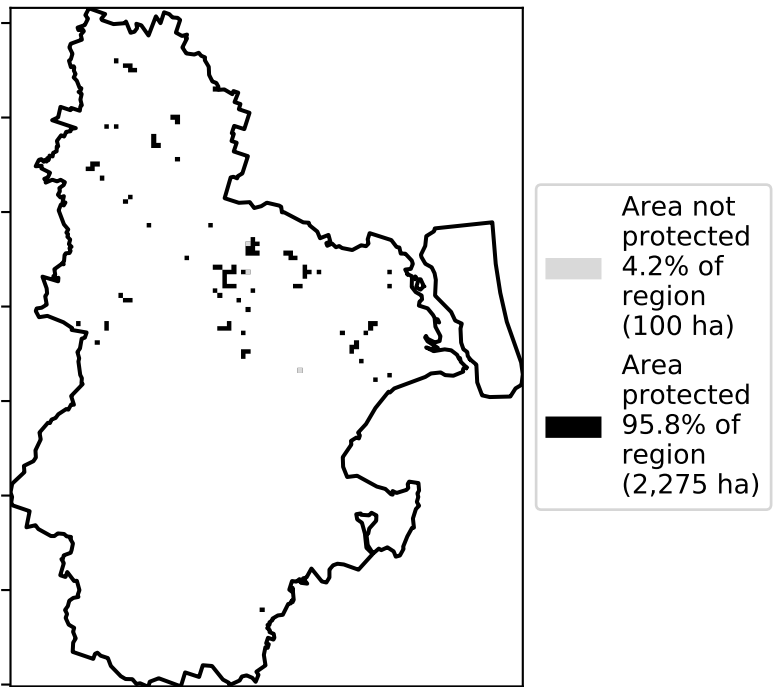 Area not
protected
4.2% of
region
(100 ha)
Area
protected
95.8% of
region
(2,275 ha)